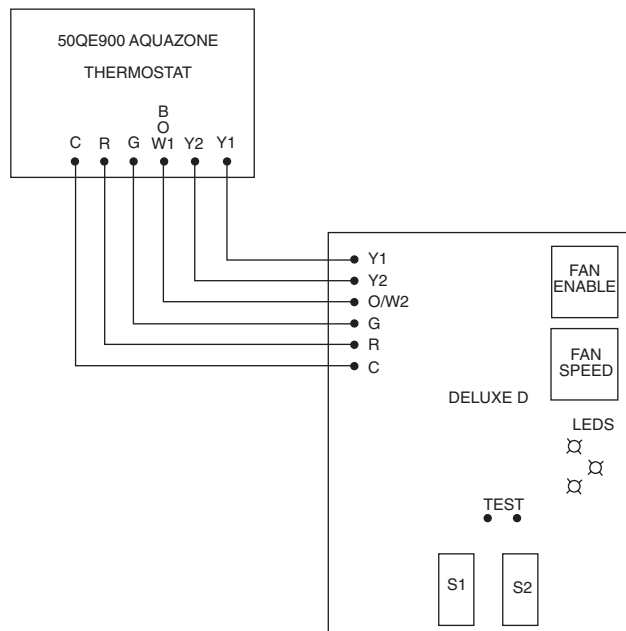 50QE900 AQUAZONE
THERMOSTAT
B
O
C R G W1 Y2 Y1
Y1
Y2
O/W2
G
R
C
FAN
ENABLE
FAN
SPEED
DELUXE D
LEDS
TEST
S1 S2